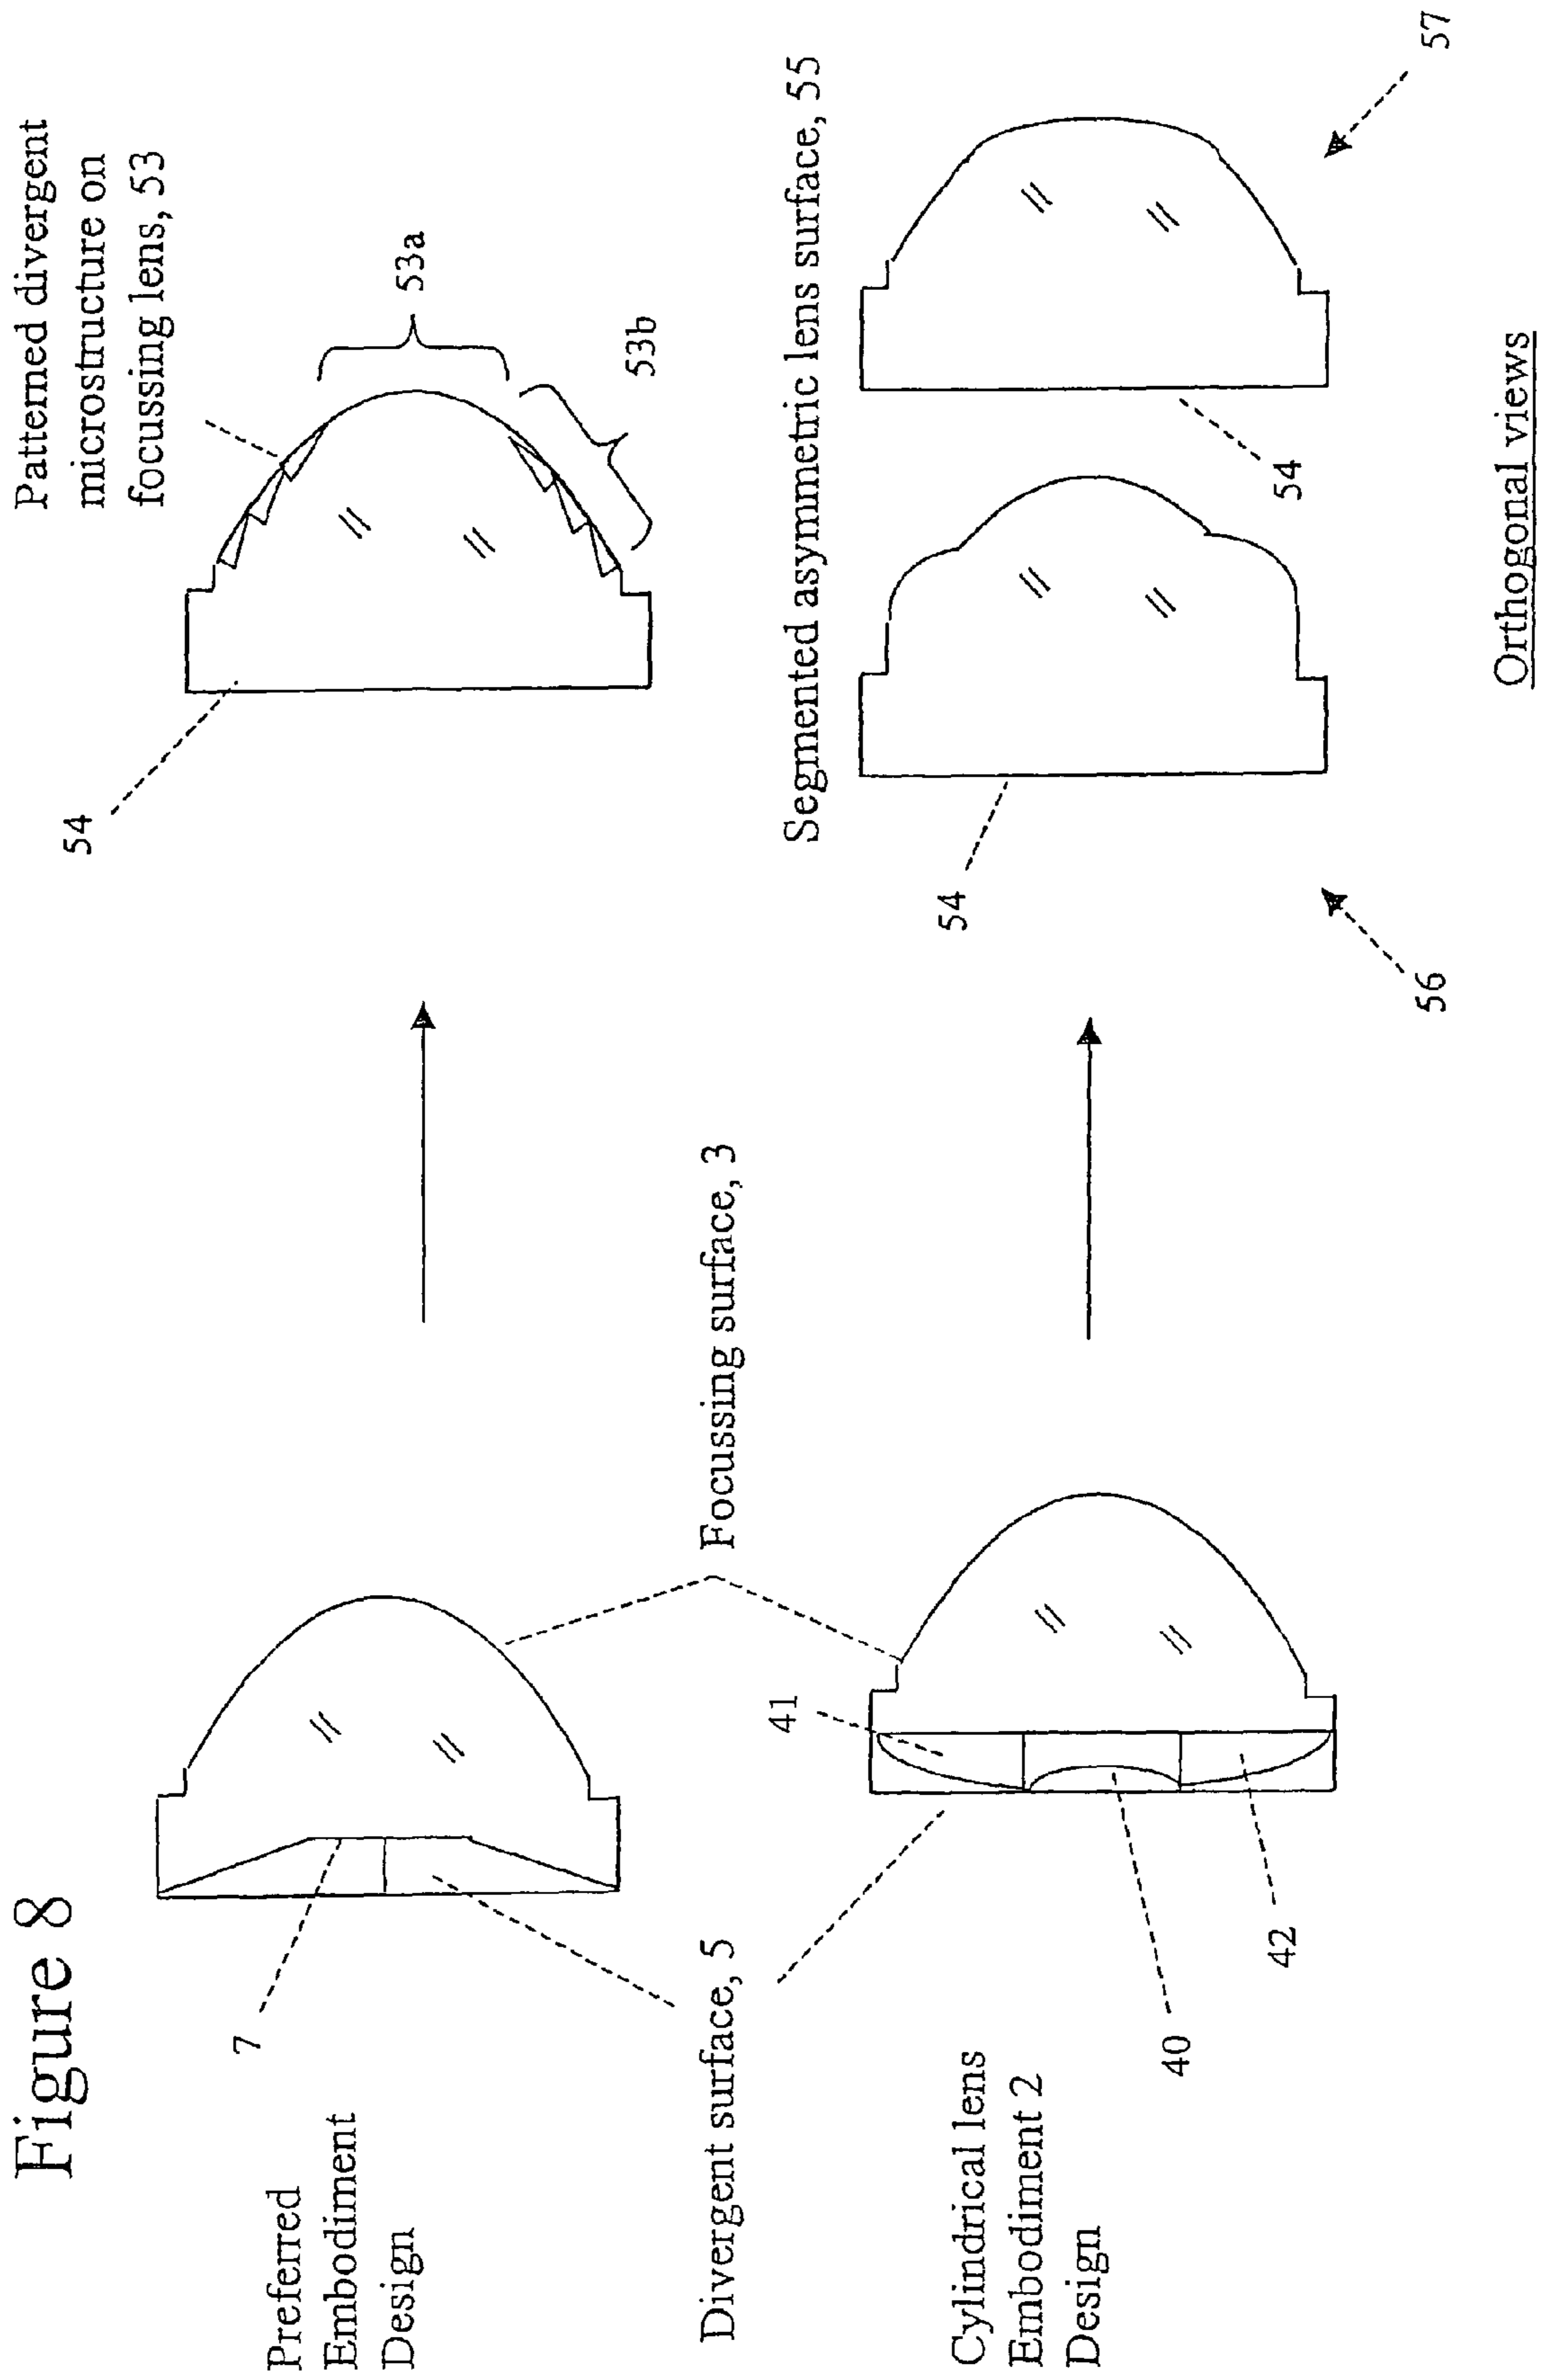 Figure 8
Preferred
Embodiment
Design
7
Patterned divergent
microstructure on
focussing lens, 53
54
53a
53b
Divergent surface, 5
Focussing surface, 3
Cylindrical lens
Embodiment 2
Design
41
40
42
Segmented asymmetric lens surface, 55
54
54
56
57
Orthogonal views